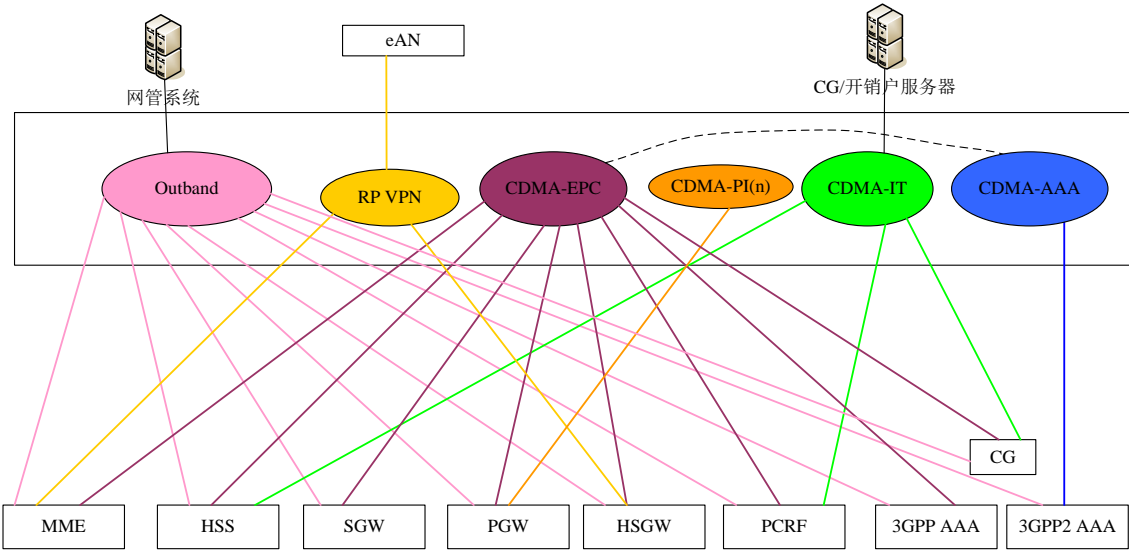 eAN
网管系统
CG/开销户服务器
Outband
RP VPN
CDMA-EPC
CDMA-PI(n)
CDMA-IT
CDMA-AAA
CG
MME
HSS
SGW
PGW
HSGW
PCRF
3GPP AAA
3GPP2 AAA